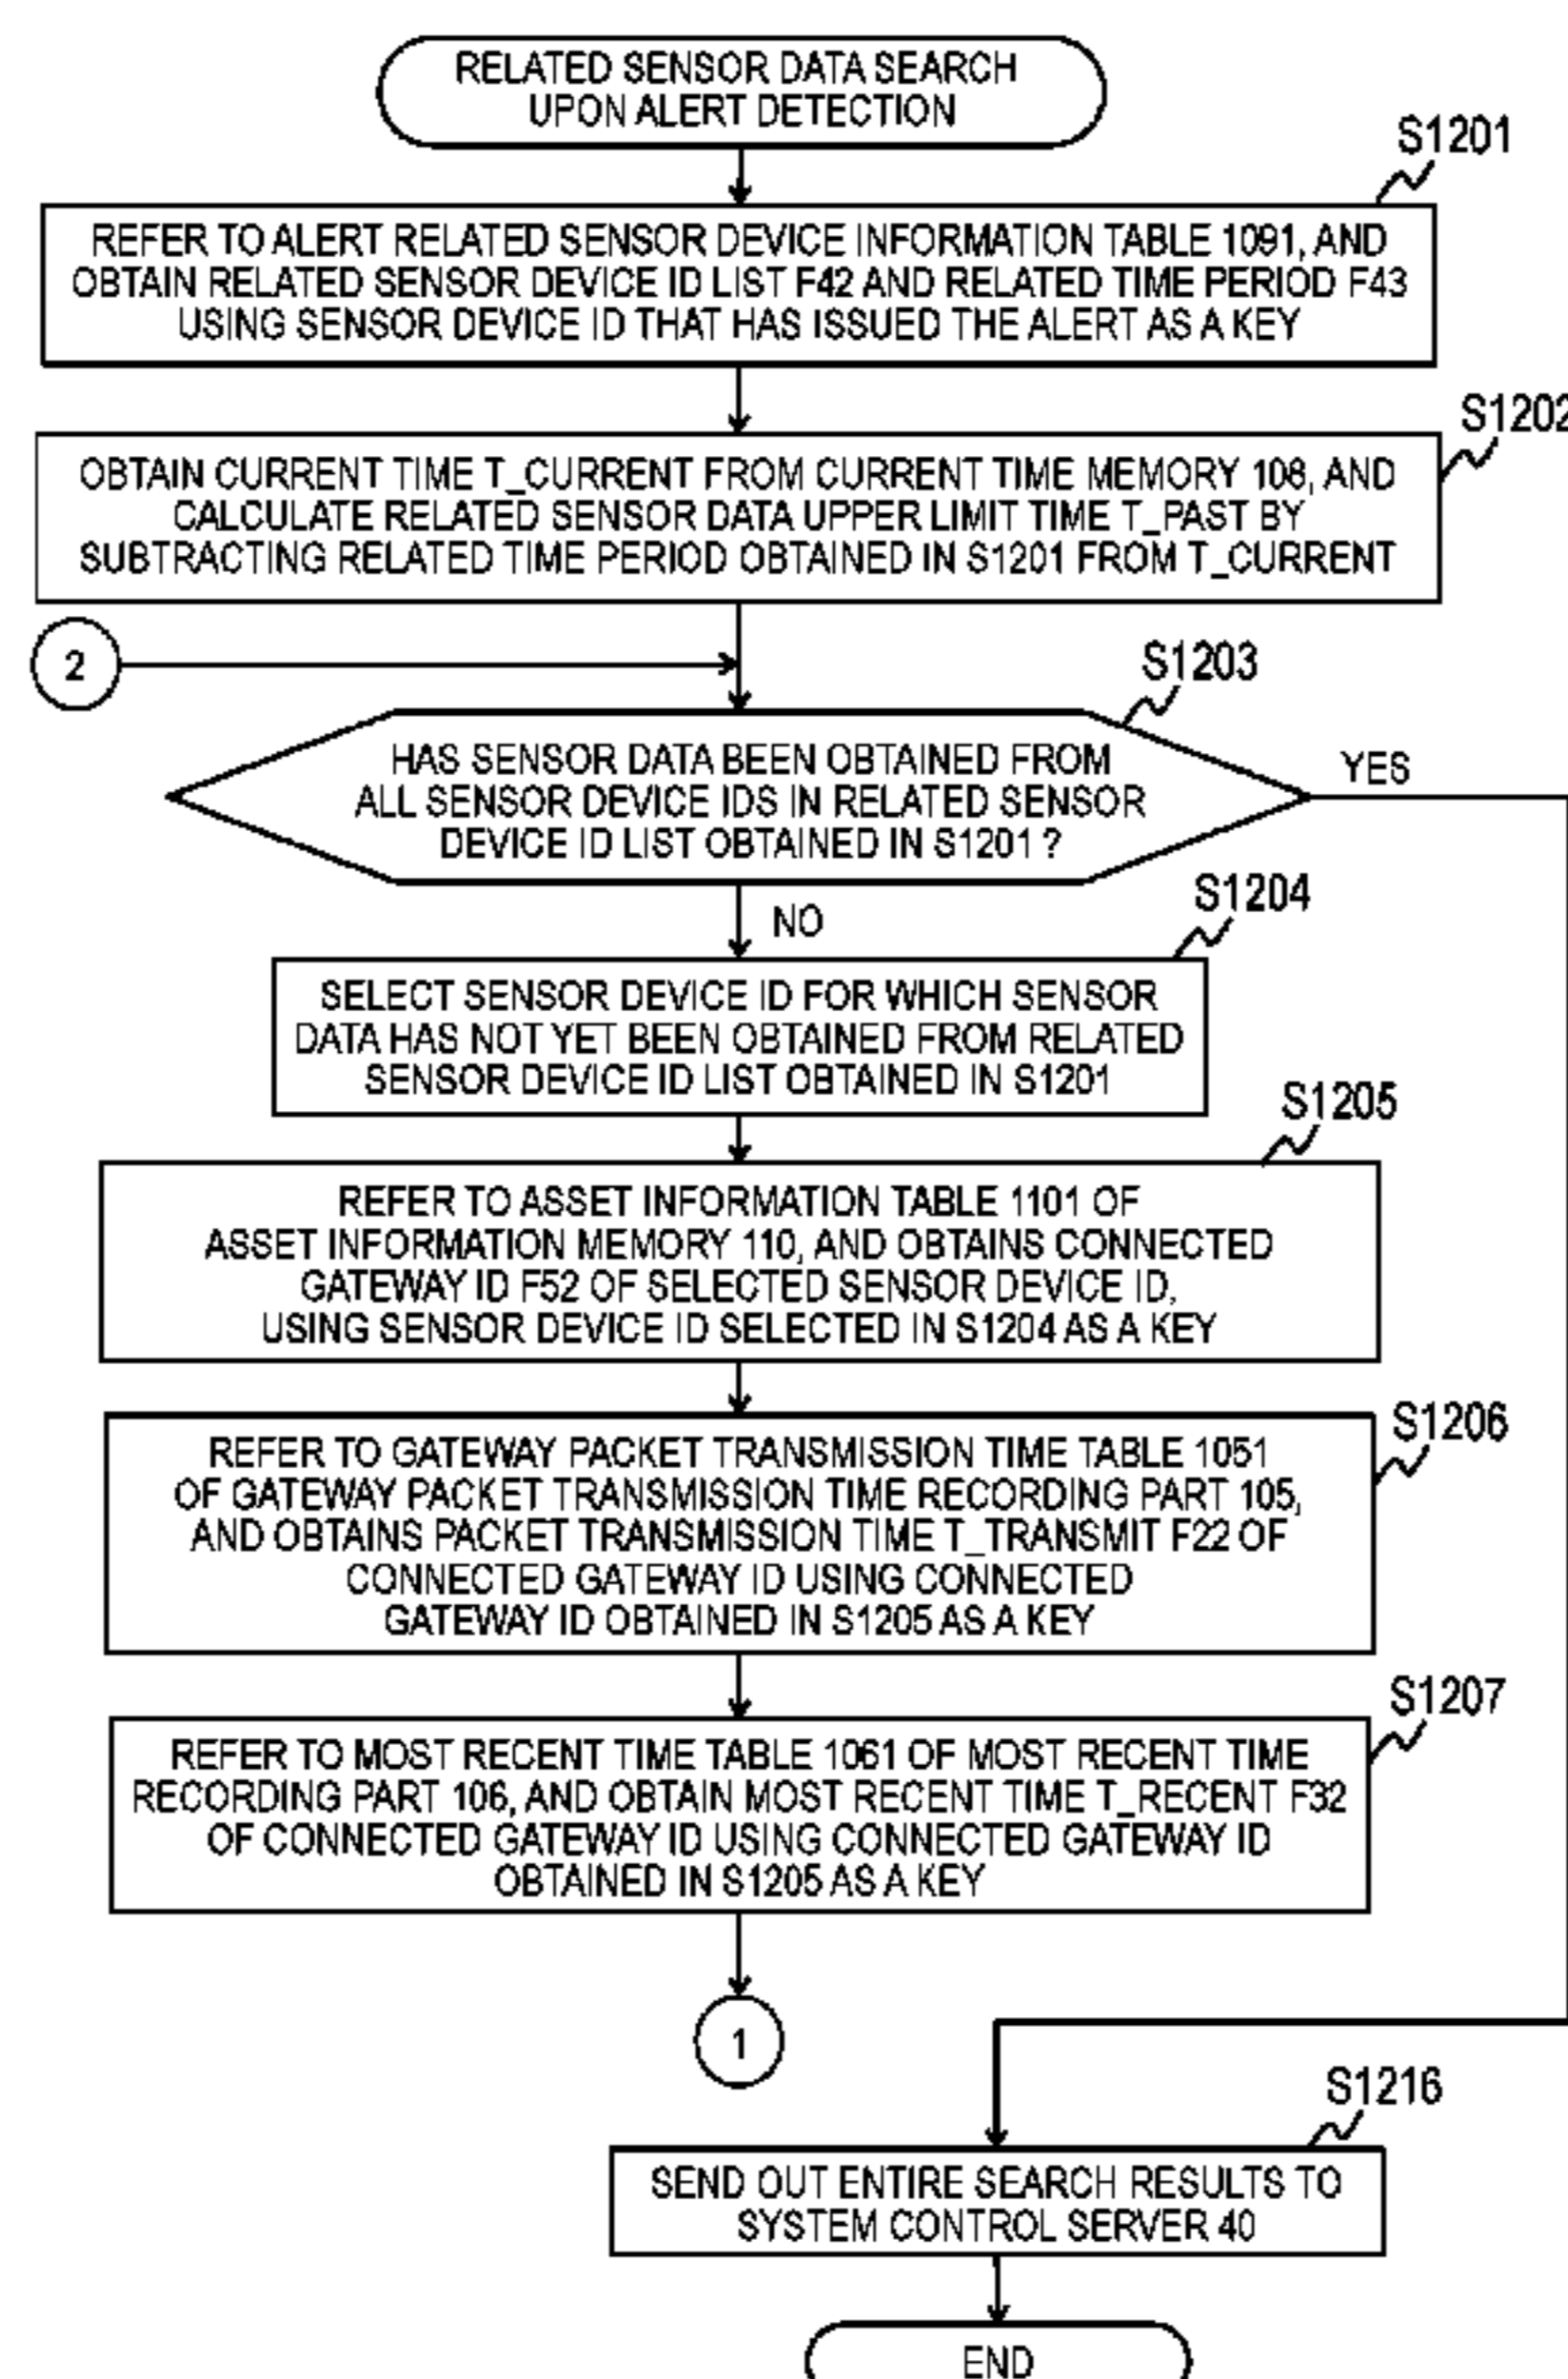 RELATED SENSOR DATA SEARCH
UPON ALERT DETECTION
S1201
REFER TO ALERT RELATED SENSOR DEVICE INFORMATION TABLE 1091, AND
OBTAIN RELATED SENSOR DEVICE ID LIST F42 AND RELATED TIME PERIOD F43
USING SENSOR DEVICE ID THAT HAS ISSUED THE ALERT AS A KEY
S1202
OBTAIN CURRENT TIME T_CURRENT FROM CURRENT TIME MEMORY 108, AND
CALCULATE RELATED SENSOR DATA UPPER LIMIT TIME T_PAST BY
SUBTRACTING RELATED TIME PERIOD OBTAINED IN S1201 FROM T_CURRENT
2
S1203
HAS SENSOR DATA BEEN OBTAINED FROM
ALL SENSOR DEVICE IDS IN RELATED SENSOR
DEVICE ID LIST OBTAINED IN S1201 ?
YES
NO
S1204
SELECT SENSOR DEVICE ID FOR WHICH SENSOR
DATA HAS NOT YET BEEN OBTAINED FROM RELATED
SENSOR DEVICE ID LIST OBTAINED IN S1201
S1205
REFER TO ASSET INFORMATION TABLE 1101 OF
ASSET INFORMATION MEMORY 110, AND OBTAINS CONNECTED
GATEWAY ID F52 OF SELECTED SENSOR DEVICE ID,
USING SENSOR DEVICE ID SELECTED IN S1204 AS A KEY
S1206
REFER TO GATEWAY PACKET TRANSMISSION TIME TABLE 1051
OF GATEWAY PACKET TRANSMISSION TIME RECORDING PART 105,
AND OBTAINS PACKET TRANSMISSION TIME T_TRANSMIT F22 OF
CONNECTED GATEWAY ID USING CONNECTED
GATEWAY ID OBTAINED IN S1205 AS A KEY
S1207
REFER TO MOST RECENT TIME TABLE 1061 OF MOST RECENT TIME
RECORDING PART 106, AND OBTAIN MOST RECENT TIME T_RECENT F32
OF CONNECTED GATEWAY ID USING CONNECTED GATEWAY ID
OBTAINED IN S1205 AS A KEY
1
S1216
SEND OUT ENTIRE SEARCH RESULTS TO
SYSTEM CONTROL SERVER 40
END